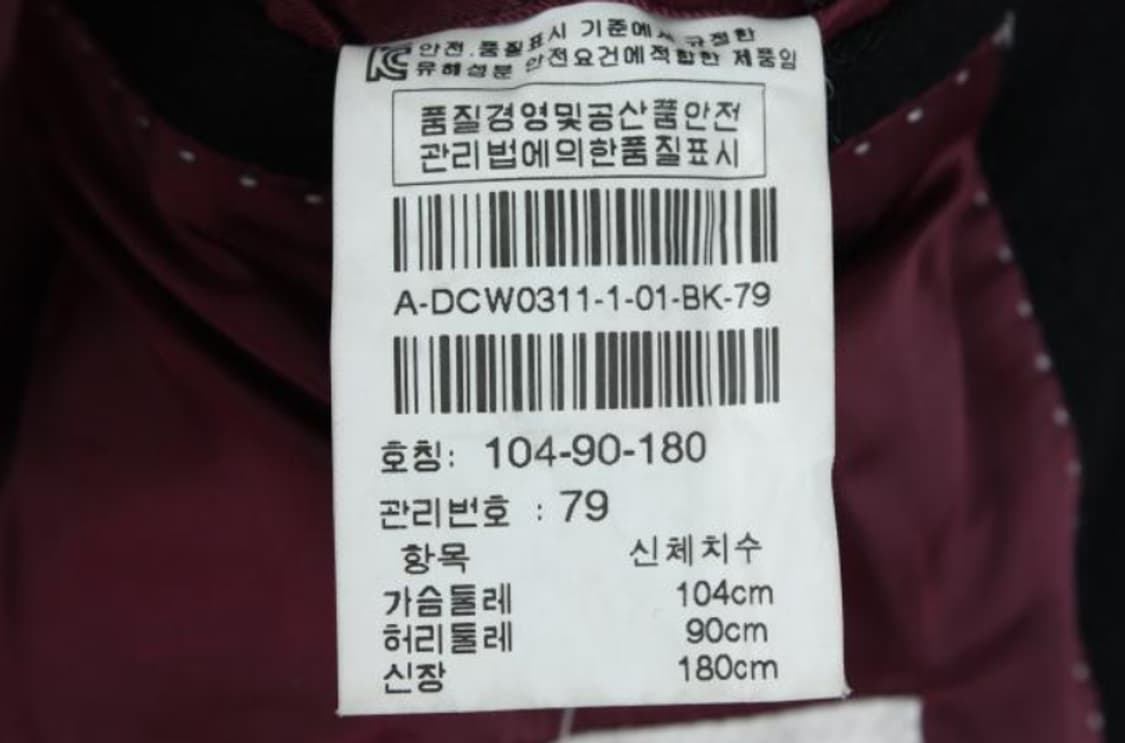 KC 안전.품질표시 기준에서 규정한
유해성분 안전요건에적합한 제품임
품질경영및공산품안전
관리법에의한품질표시
A-DCW0311-1-01-BK-79
호칭: 104-90-180
관리번호 : 79
항목 신체치수
가슴둘레 104cm
허리둘레 90cm
신장 180cm